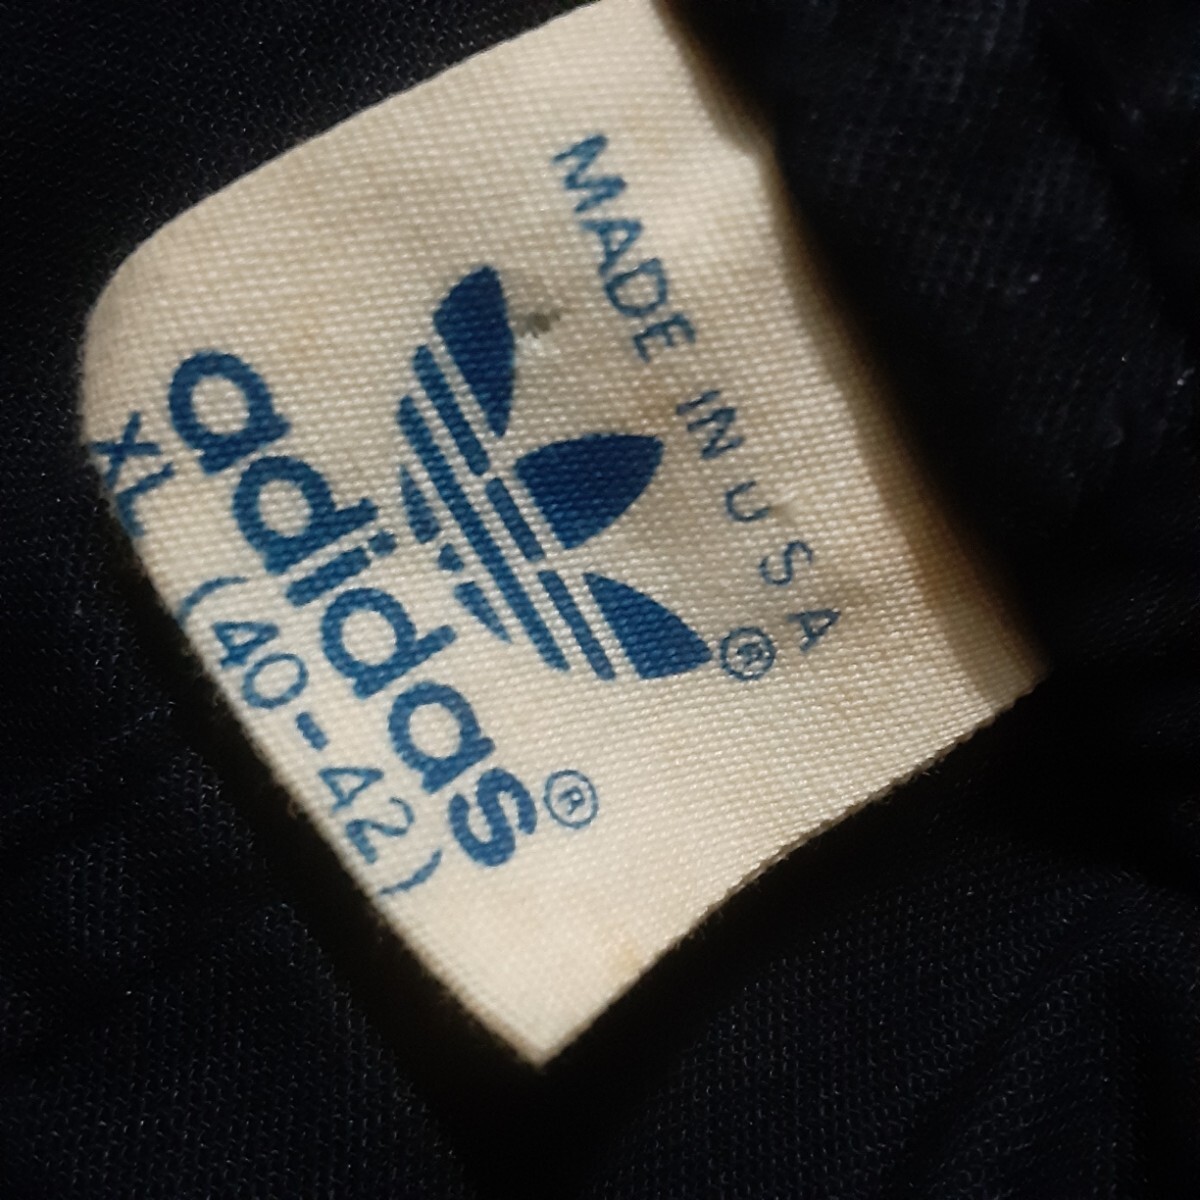 MADE IN USA
®
adidas®
XL (40-42)